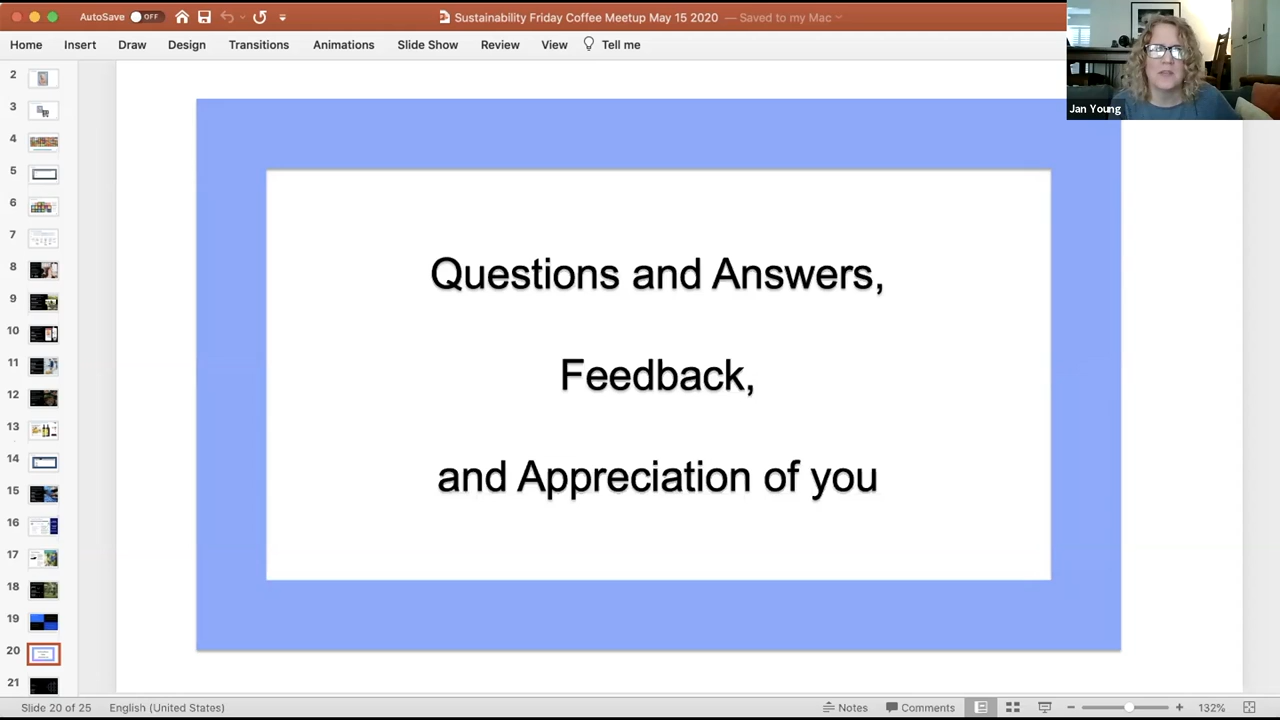 AutoSave OFF
Sustainability Friday Coffee Meetup May 15 2020 — Saved to my Mac
Home Insert Draw Design Transitions Animations Slide Show Review View Tell me
Jan Young
2
3
4
5
6
7
8
9
10
11
12
13
14
15
16
17
18
19
20
21
Questions and Answers,
Feedback,
and Appreciation of you
Slide 20 of 25 English (United States) Notes Comments 132%